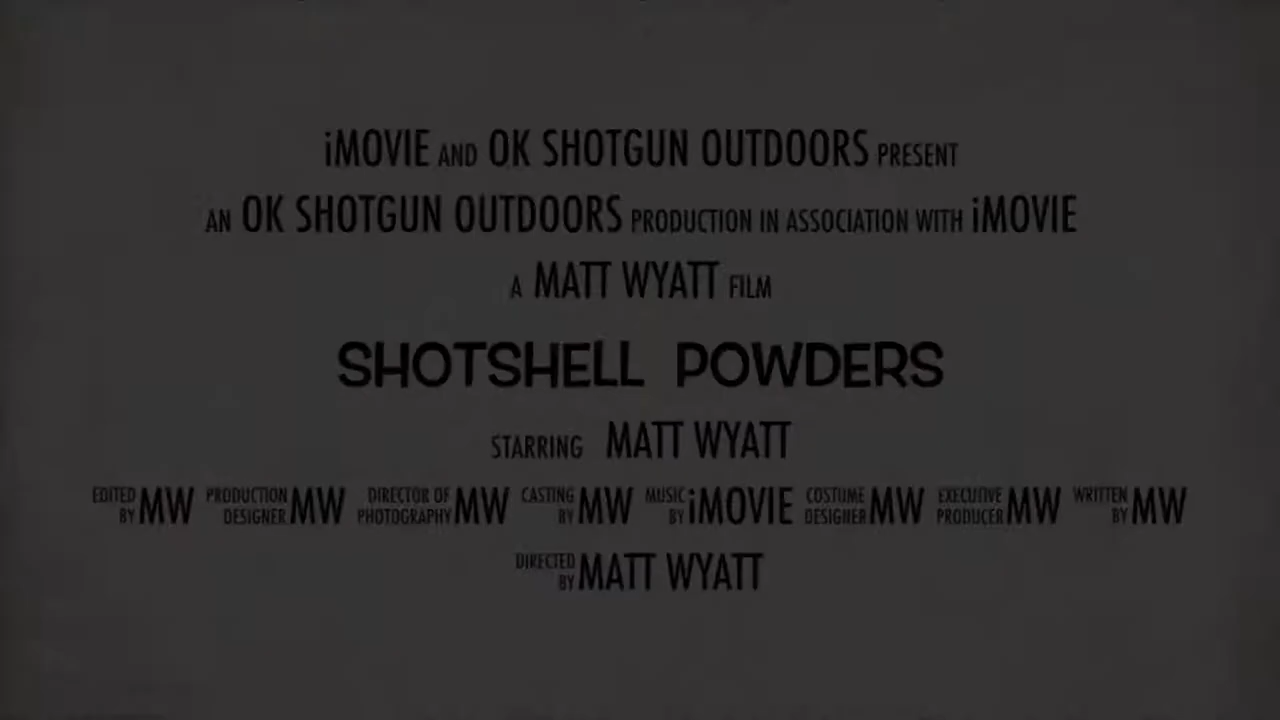 iMOVIE AND OK SHOTGUN OUTDOORS PRESENT
AN OK SHOTGUN OUTDOORS PRODUCTION IN ASSOCIATION WITH iMOVIE
A MATT WYATT FILM
SHOTSHELL POWDERS
STARRING MATT WYATT
EDITED BY MW PRODUCTION DESIGNER MW DIRECTOR OF PHOTOGRAPHY MW CASTING BY MW MUSIC BY iMOVIE COSTUME DESIGNER MW EXECUTIVE PRODUCER MW WRITTEN BY MW
DIRECTED BY MATT WYATT